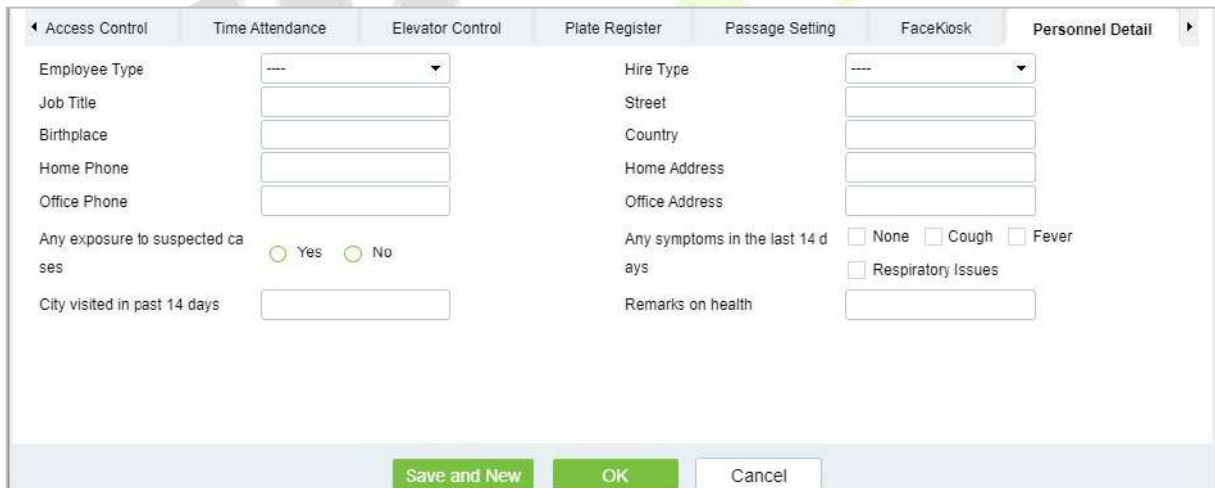 Access Control Time Attendance Elevator Control Plate Register Passage Setting FaceKiosk Personnel Detail
Employee Type ---- Hire Type ----
Job Title Street
Birthplace Country
Home Phone Home Address
Office Phone Office Address
Any exposure to suspected ca Yes No Any symptoms in the last 14 d None Cough Fever
ses ays Respiratory Issues
City visited in past 14 days Remarks on health
Save and New OK Cancel